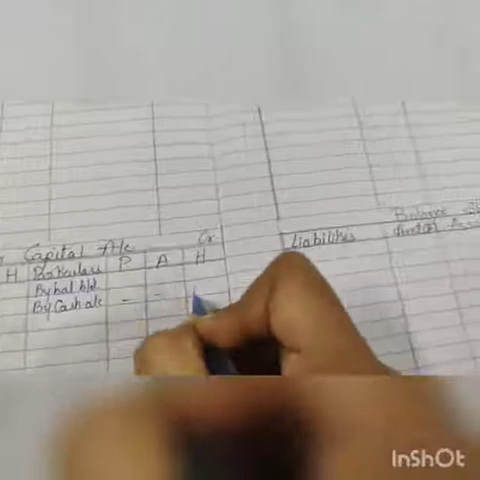 Capital A/c Cr
H Particulars P A H
By bal b/d
By Cash a/c - -
Balance
Liabilities
InShOt